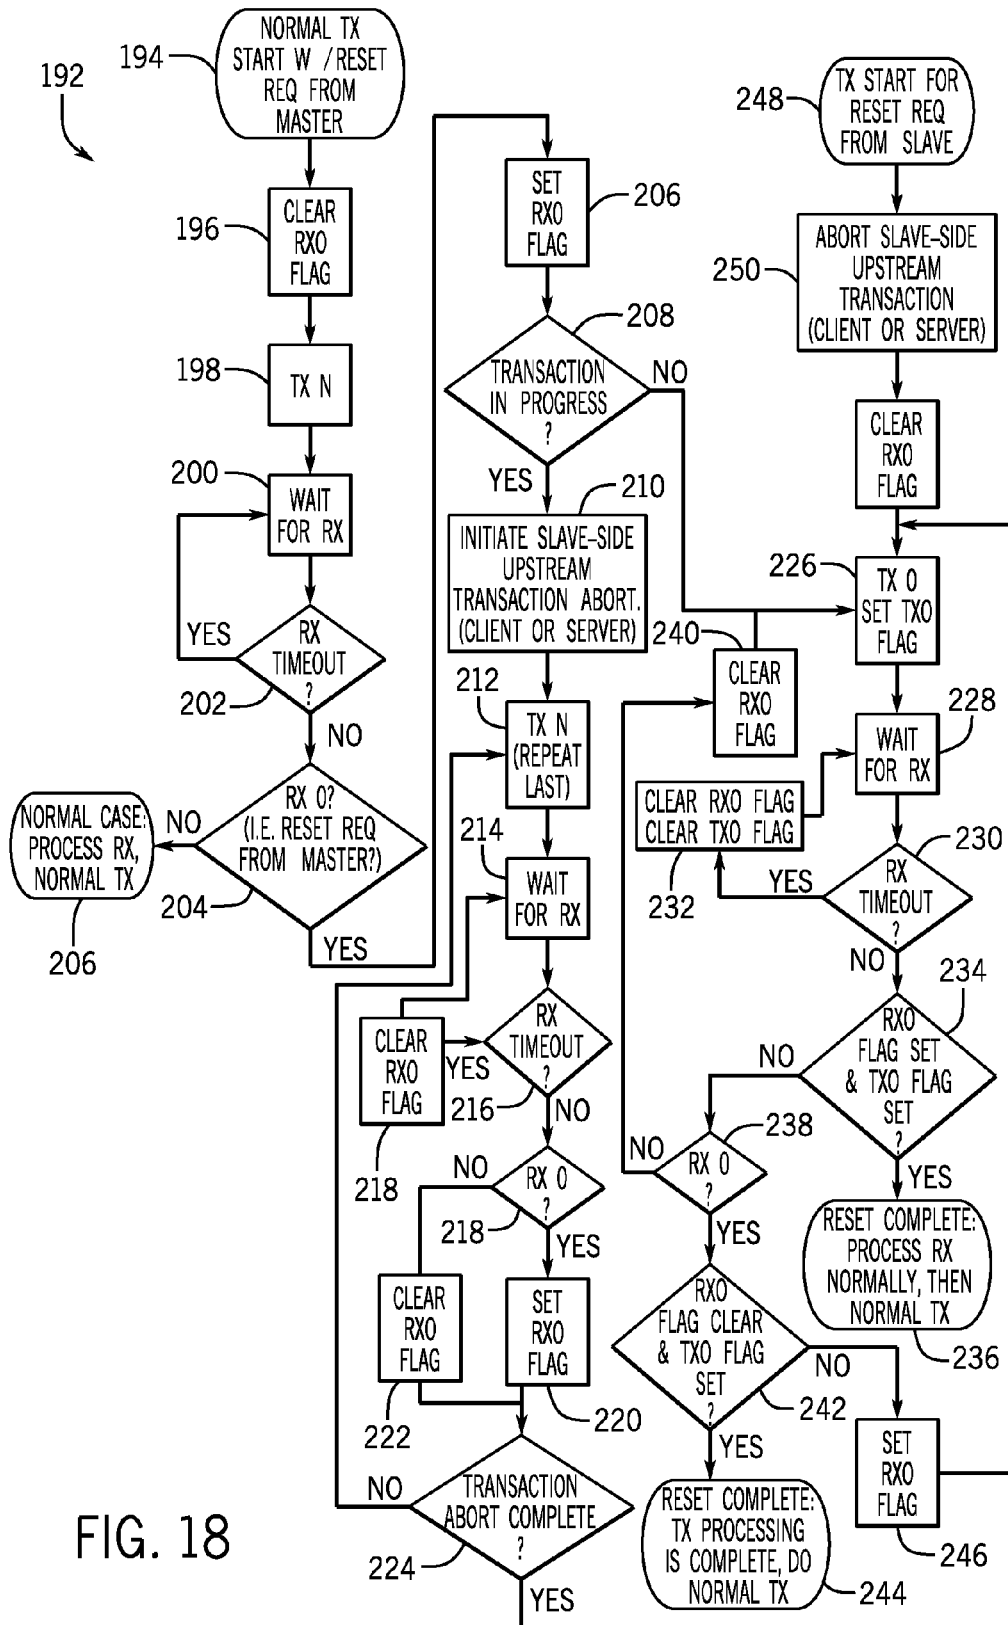 194
NORMAL TX
START W /RESET
REQ FROM
MASTER
192
196
CLEAR
RXO
FLAG
198
TX N
200
WAIT
FOR RX
YES
RX
TIMEOUT
?
202
NO
RX 0?
(I.E. RESET REQ
FROM MASTER?)
204
NO
NORMAL CASE:
PROCESS RX,
NORMAL TX
206
YES
SET
RXO
FLAG
206
208
TRANSACTION
IN PROGRESS
?
NO
YES
210
INITIATE SLAVE-SIDE
UPSTREAM
TRANSACTION ABORT.
(CLIENT OR SERVER)
212
TX N
(REPEAT
LAST)
214
WAIT
FOR RX
RX
TIMEOUT
?
216
YES
CLEAR
RXO
FLAG
218
NO
RX 0
?
218
NO
YES
CLEAR
RXO
FLAG
222
SET
RXO
FLAG
220
TRANSACTION
ABORT COMPLETE
?
224
NO
YES
248
TX START FOR
RESET REQ
FROM SLAVE
250
ABORT SLAVE-SIDE
UPSTREAM
TRANSACTION
(CLIENT OR SERVER)
CLEAR
RXO
FLAG
226
TX 0
SET TXO
FLAG
240
CLEAR
RXO
FLAG
228
WAIT
FOR RX
CLEAR RXO FLAG
CLEAR TXO FLAG
232
230
RX
TIMEOUT
?
YES
NO
234
RXO
FLAG SET
& TXO FLAG
SET
?
NO
YES
RESET COMPLETE:
PROCESS RX
NORMALLY, THEN
NORMAL TX
236
238
RX 0
?
NO
YES
RXO
FLAG CLEAR
& TXO FLAG
SET
?
242
NO
YES
SET
RXO
FLAG
246
RESET COMPLETE:
TX PROCESSING
IS COMPLETE, DO
NORMAL TX
244
FIG. 18